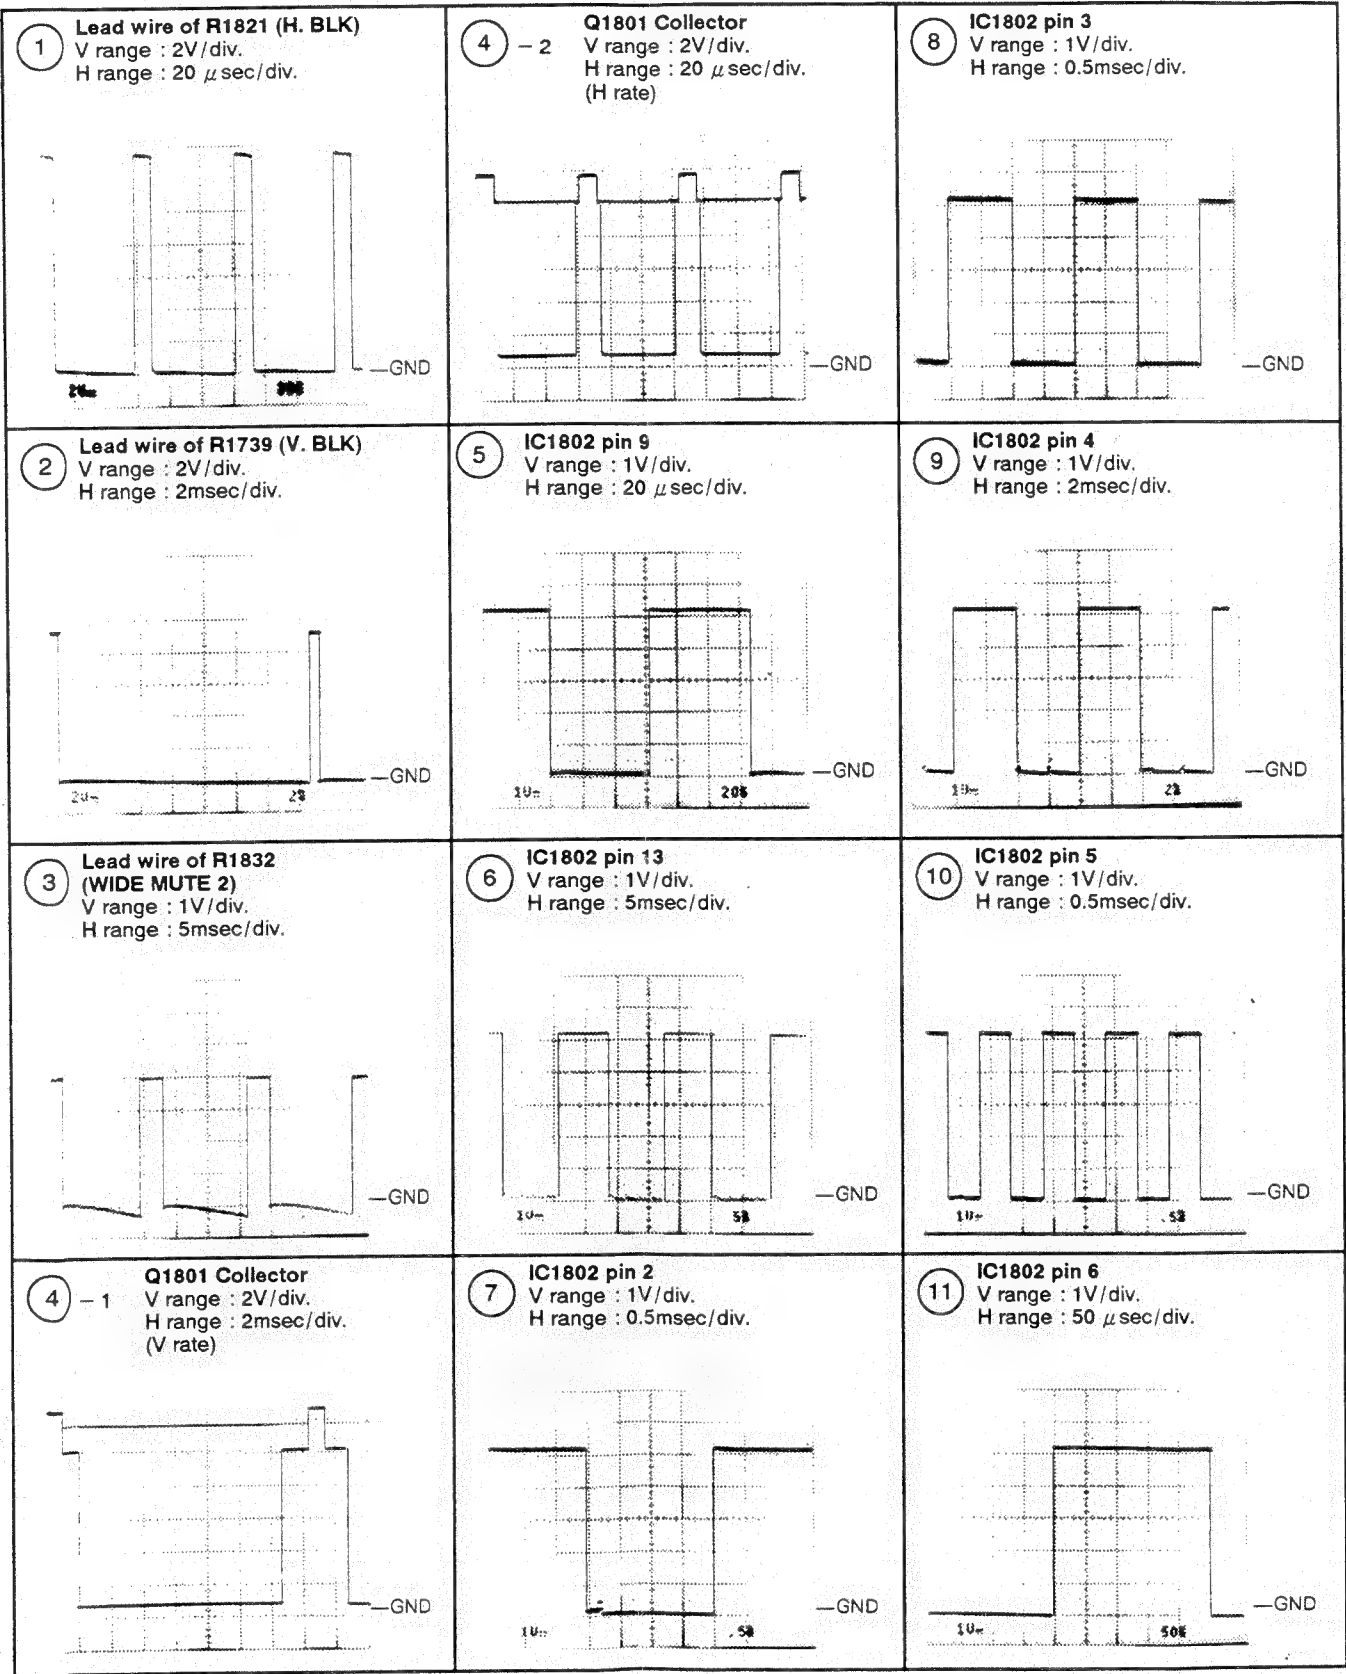 1 Lead wire of R1821 (H. BLK)
V range : 2V/div.
H range : 20 μsec/div.
—GND
2 Lead wire of R1739 (V. BLK)
V range : 2V/div.
H range : 2msec/div.
—GND
3 Lead wire of R1832
(WIDE MUTE 2)
V range : 1V/div.
H range : 5msec/div.
—GND
4 – 1 Q1801 Collector
V range : 2V/div.
H range : 2msec/div.
(V rate)
—GND
4 – 2 Q1801 Collector
V range : 2V/div.
H range : 20 μsec/div.
(H rate)
—GND
5 IC1802 pin 9
V range : 1V/div.
H range : 20 μsec/div.
—GND
6 IC1802 pin 13
V range : 1V/div.
H range : 5msec/div.
—GND
7 IC1802 pin 2
V range : 1V/div.
H range : 0.5msec/div.
—GND
8 IC1802 pin 3
V range : 1V/div.
H range : 0.5msec/div.
—GND
9 IC1802 pin 4
V range : 1V/div.
H range : 2msec/div.
—GND
10 IC1802 pin 5
V range : 1V/div.
H range : 0.5msec/div.
—GND
11 IC1802 pin 6
V range : 1V/div.
H range : 50 μsec/div.
—GND